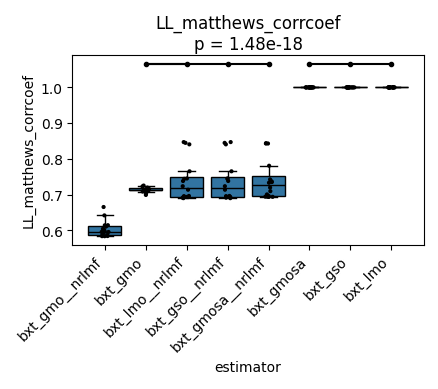 LL_matthews_corrcoef
p = 1.48e-18
LL_matthews_corrcoef
1.0
0.9
0.8
0.7
0.6
bxt_gmo__nrlmf
bxt_gmo
bxt_lmo__nrlmf
bxt_gso__nrlmf
bxt_gmosa__nrlmf
bxt_gmosa
bxt_gso
bxt_lmo
estimator